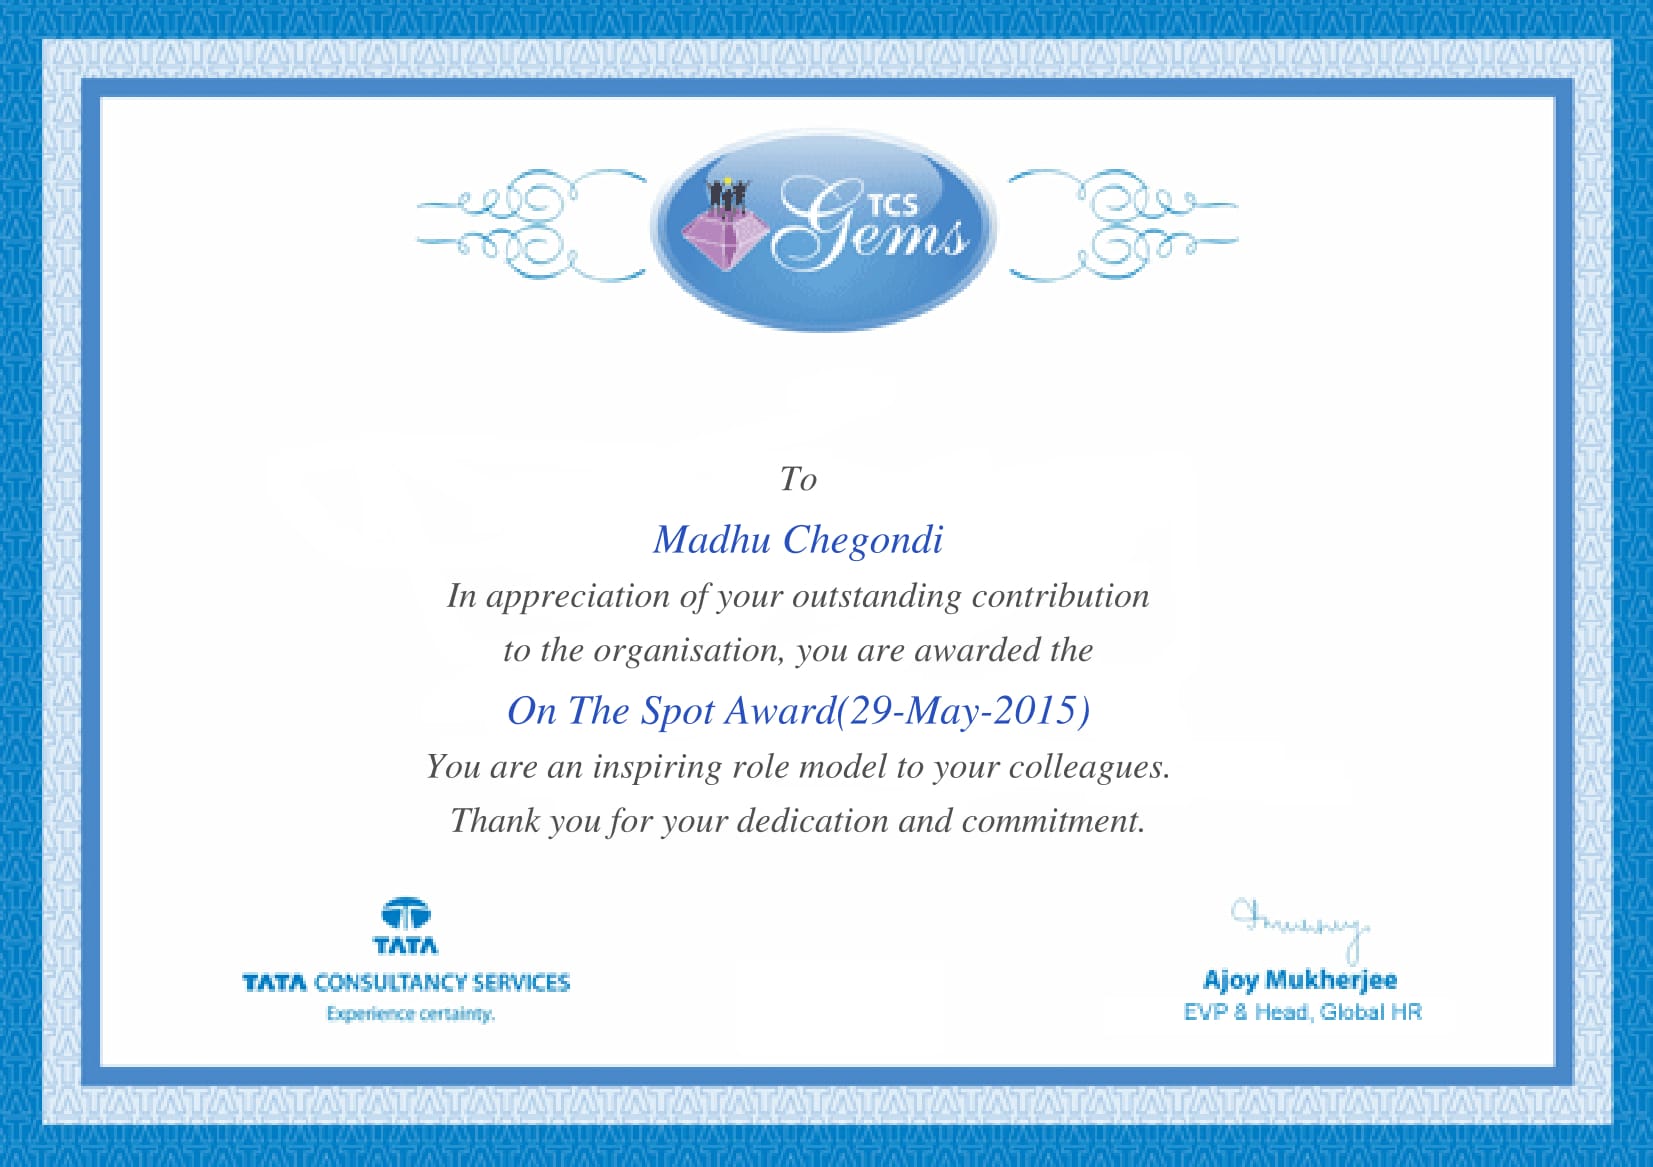 TCS
Gems
To
Madhu Chegondi
In appreciation of your outstanding contribution
to the organisation, you are awarded the
On The Spot Award(29-May-2015)
You are an inspiring role model to your colleagues.
Thank you for your dedication and commitment.
TATA
TATA CONSULTANCY SERVICES
Experience certainty.
Ajoy Mukherjee
EVP & Head, Global HR